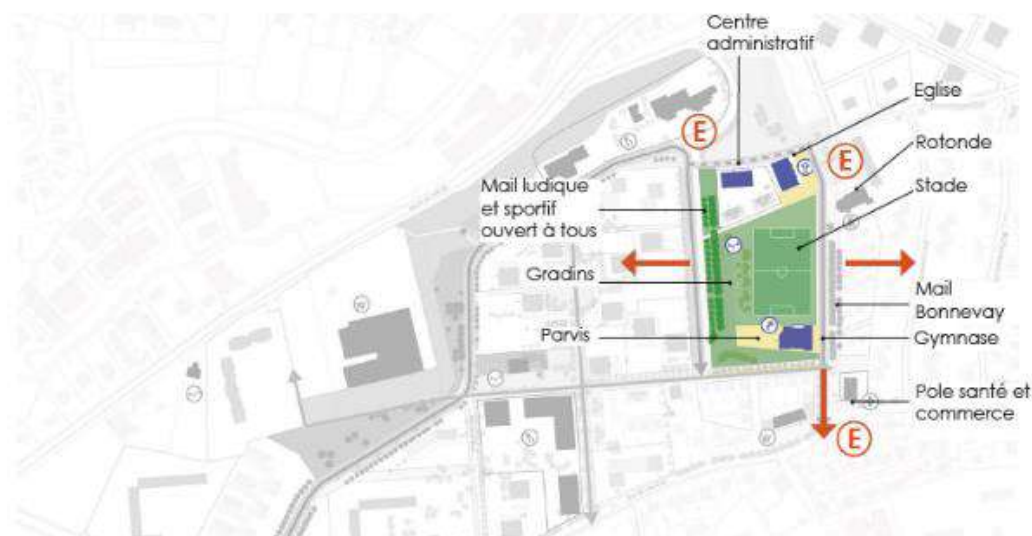 Centre
administratif
Eglise
E
E
Rotonde
Mail ludique
et sportif
ouvert à tous
Stade
Gradins
Mail
Bonnevay
Parvis
Gymnase
Pole santé et
commerce
E